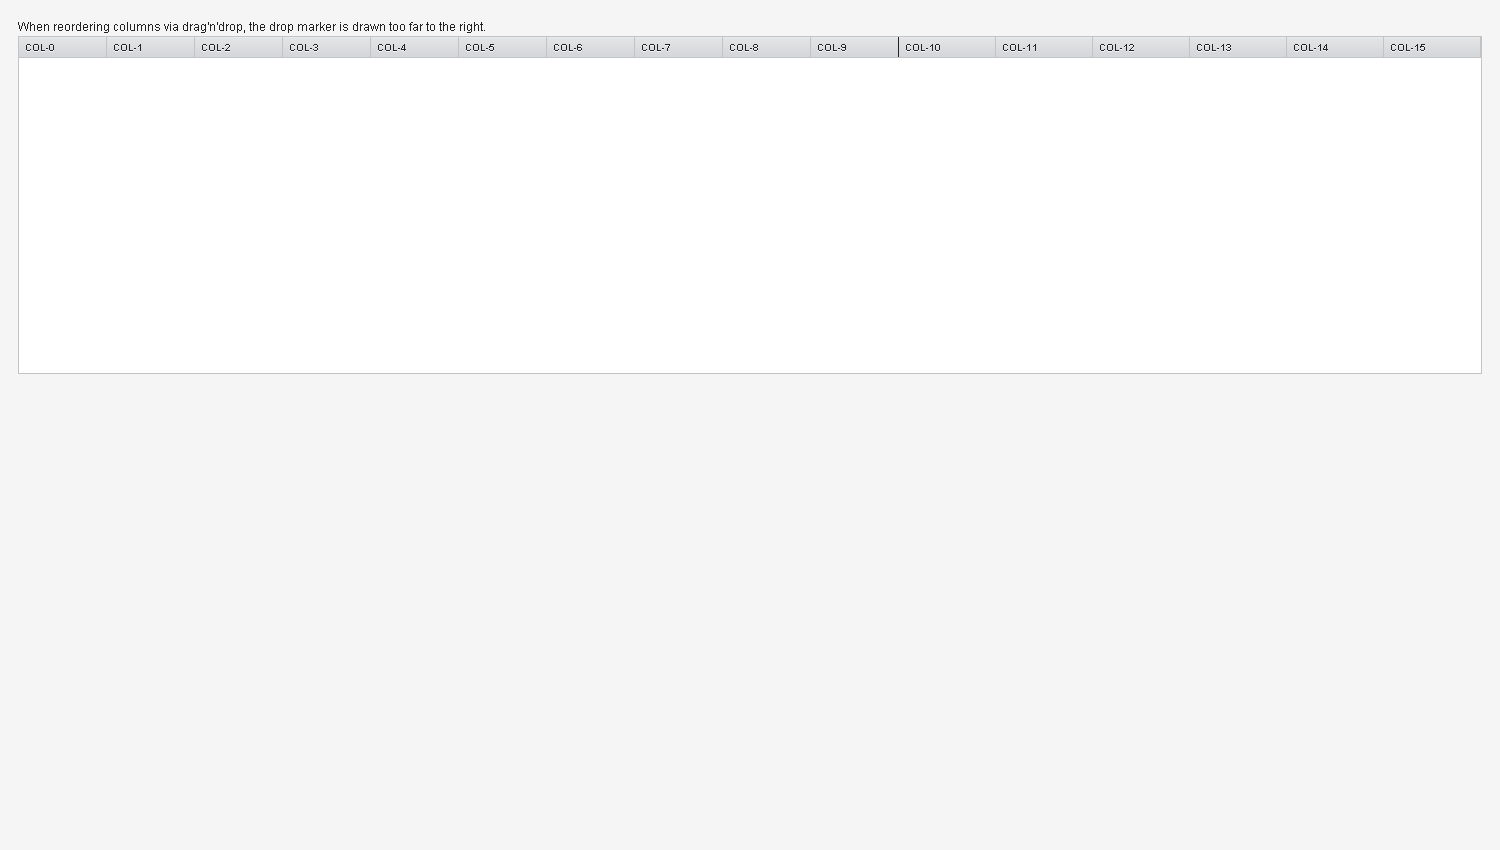 When reordering columns via drag'n'drop, the drop marker is drawn too far to the right.
COL-0 COL-1 COL-2 COL-3 COL-4 COL-5 COL-6 COL-7 COL-8 COL-9 COL-10 COL-11 COL-12 COL-13 COL-14 COL-15